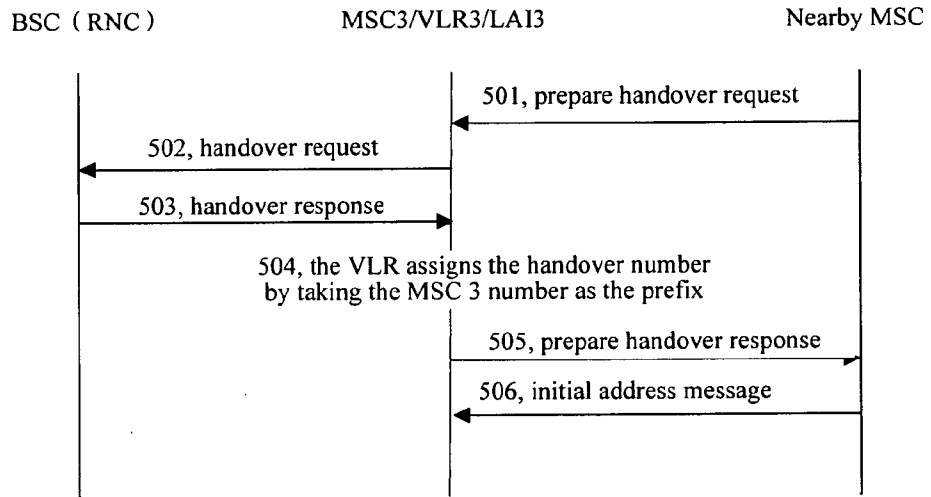 BSC ( RNC )
MSC3/VLR3/LAI3
Nearby MSC
501, prepare handover request
502, handover request
503, handover response
504, the VLR assigns the handover number
by taking the MSC 3 number as the prefix
505, prepare handover response
506, initial address message